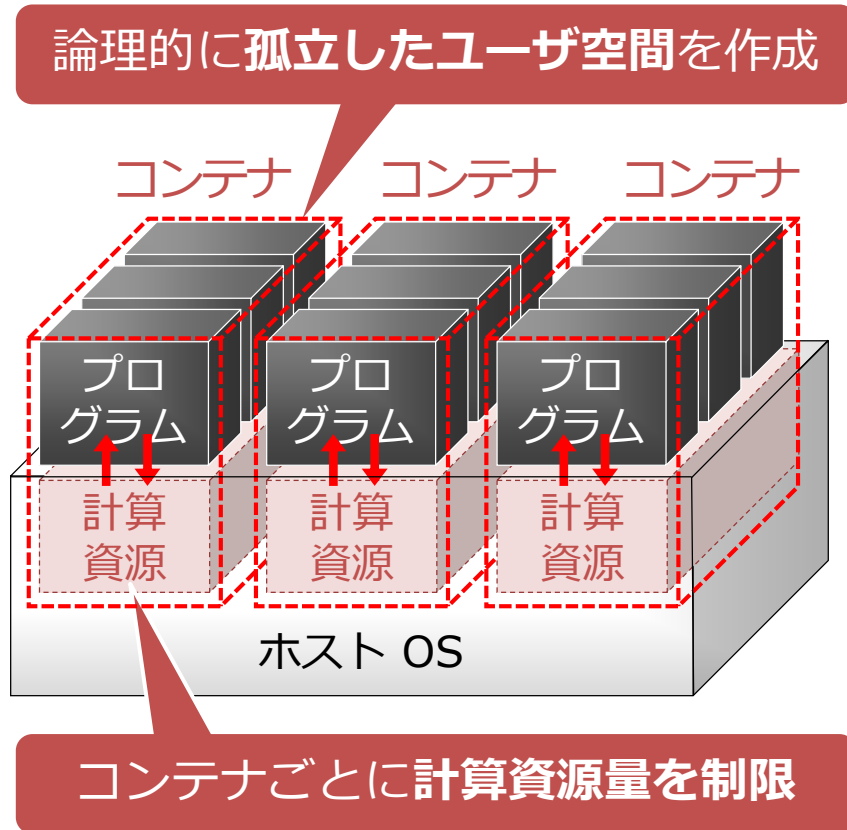 論理的に孤立したユーザ空間を作成
コンテナ
コンテナ
コンテナ
プロ
グラム
プロ
グラム
プロ
グラム
計算
資源
計算
資源
計算
資源
ホスト OS
コンテナごとに計算資源量を制限